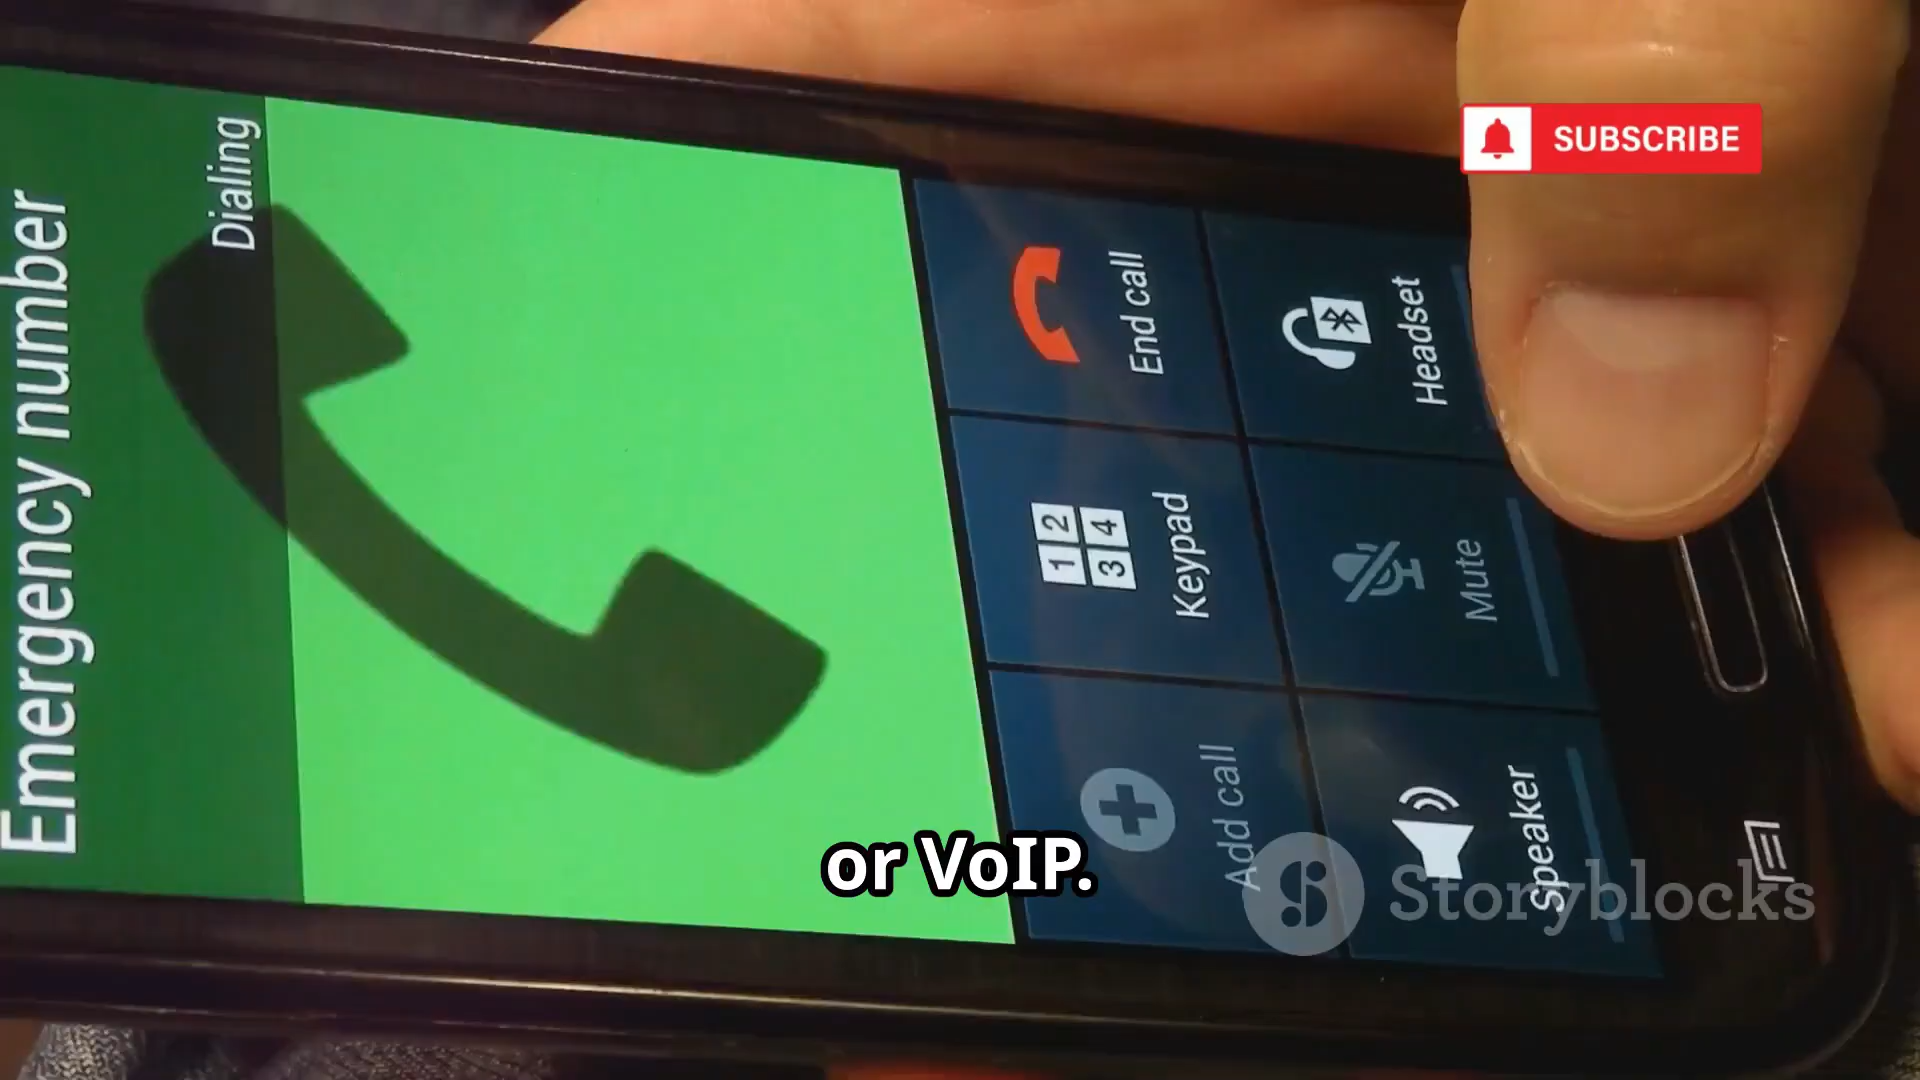 Emergency number
Dialing
SUBSCRIBE
End call
Headset
1 2
3 4
Keypad
Mute
Add call
Speaker
or VoIP.
Storyblocks